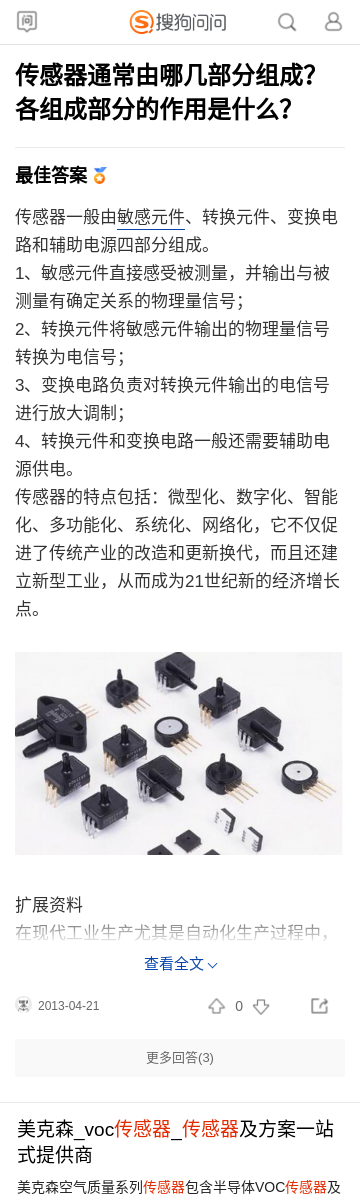 问
搜狗问问
传感器通常由哪几部分组成？
各组成部分的作用是什么？
最佳答案
传感器一般由敏感元件、转换元件、变换电
路和辅助电源四部分组成。
1、敏感元件直接感受被测量，并输出与被
测量有确定关系的物理量信号；
2、转换元件将敏感元件输出的物理量信号
转换为电信号；
3、变换电路负责对转换元件输出的电信号
进行放大调制；
4、转换元件和变换电路一般还需要辅助电
源供电。
传感器的特点包括：微型化、数字化、智能
化、多功能化、系统化、网络化，它不仅促
进了传统产业的改造和更新换代，而且还建
立新型工业，从而成为21世纪新的经济增长
点。
扩展资料
在现代工业生产尤其是自动化生产过程中，
查看全文
2013-04-21
0
更多回答(3)
美克森_voc传感器_传感器及方案一站
式提供商
美克森空气质量系列传感器包含半导体VOC传感器及